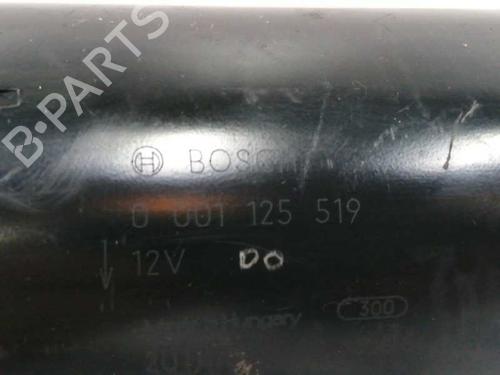 B-PARTS
BOSCH
0 001 125 519
12V DO
Hungary 300